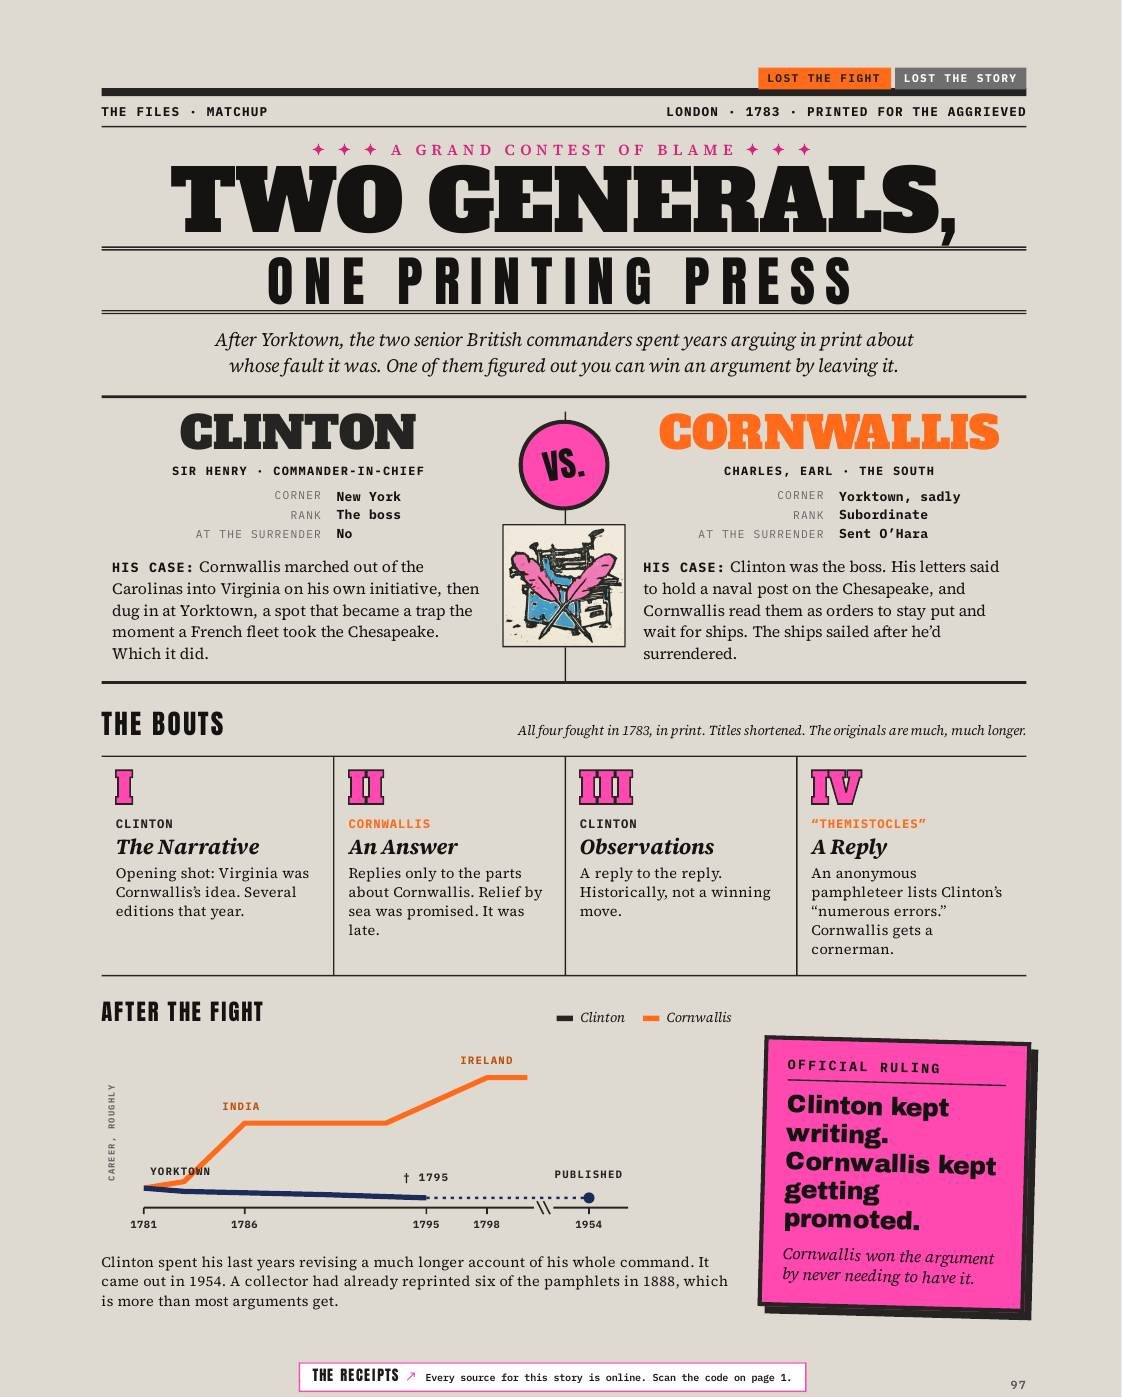 LOST THE FIGHT LOST THE STORY
THE FILES · MATCHUP LONDON · 1783 · PRINTED FOR THE AGGRIEVED
✦ ✦ ✦ A GRAND CONTEST OF BLAME ✦ ✦ ✦
TWO GENERALS,
ONE PRINTING PRESS
After Yorktown, the two senior British commanders spent years arguing in print about
whose fault it was. One of them figured out you can win an argument by leaving it.
CLINTON
SIR HENRY · COMMANDER-IN-CHIEF
CORNER New York
RANK The boss
AT THE SURRENDER No
HIS CASE: Cornwallis marched out of the
Carolinas into Virginia on his own initiative, then
dug in at Yorktown, a spot that became a trap the
moment a French fleet took the Chesapeake.
Which it did.
VS.
CORNWALLIS
CHARLES, EARL · THE SOUTH
CORNER Yorktown, sadly
RANK Subordinate
AT THE SURRENDER Sent O’Hara
HIS CASE: Clinton was the boss. His letters said
to hold a naval post on the Chesapeake, and
Cornwallis read them as orders to stay put and
wait for ships. The ships sailed after he’d
surrendered.
THE BOUTS
All four fought in 1783, in print. Titles shortened. The originals are much, much longer.
I
CLINTON
The Narrative
Opening shot: Virginia was
Cornwallis’s idea. Several
editions that year.
II
CORNWALLIS
An Answer
Replies only to the parts
about Cornwallis. Relief by
sea was promised. It was
late.
III
CLINTON
Observations
A reply to the reply.
Historically, not a winning
move.
IV
“THEMISTOCLES”
A Reply
An anonymous
pamphleteer lists Clinton’s
“numerous errors.”
Cornwallis gets a
cornerman.
AFTER THE FIGHT
Clinton Cornwallis
CAREER, ROUGHLY
IRELAND
INDIA
YORKTOWN
† 1795
PUBLISHED
1781 1786 1795 1798 1954
Clinton spent his last years revising a much longer account of his whole command. It
came out in 1954. A collector had already reprinted six of the pamphlets in 1888, which
is more than most arguments get.
OFFICIAL RULING
Clinton kept
writing.
Cornwallis kept
getting
promoted.
Cornwallis won the argument
by never needing to have it.
THE RECEIPTS ↗ Every source for this story is online. Scan the code on page 1.
97